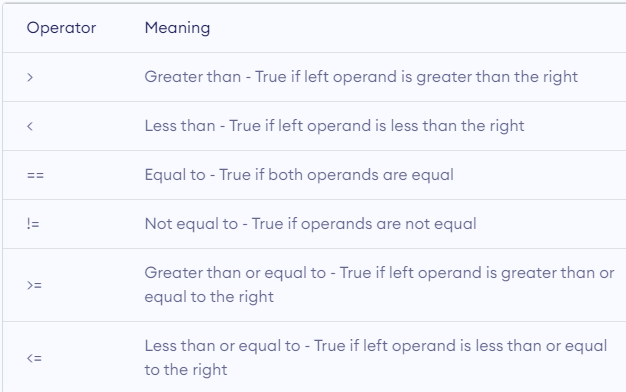 Operator Meaning
> Greater than - True if left operand is greater than the right
< Less than - True if left operand is less than the right
== Equal to - True if both operands are equal
!= Not equal to - True if operands are not equal
>= Greater than or equal to - True if left operand is greater than or
equal to the right
<= Less than or equal to - True if left operand is less than or equal
to the right